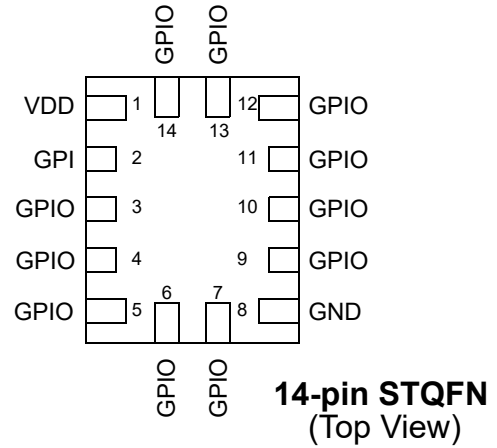 GPIO GPIO
VDD 1 14 13 12 GPIO
GPI 2 11 GPIO
GPIO 3 10 GPIO
GPIO 4 9 GPIO
GPIO 5 6 7 8 GND
GPIO GPIO
14-pin STQFN
(Top View)